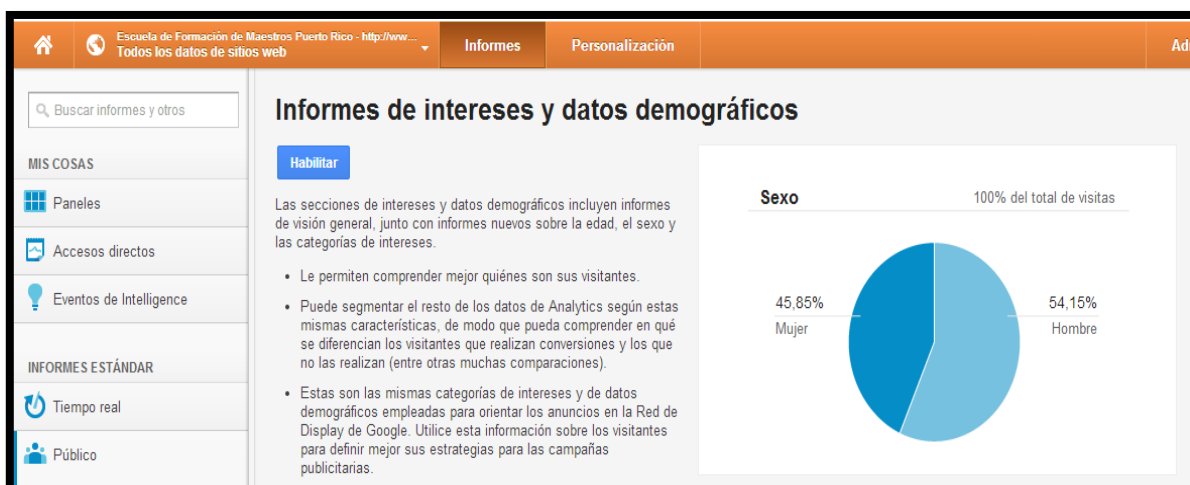 Escuela de Formación de Maestros Puerto Rico - http://ww...
Todos los datos de sitios web
Informes
Personalización
Buscar informes y otros
MIS COSAS
Paneles
Accesos directos
Eventos de Intelligence
INFORMES ESTÁNDAR
Tiempo real
Público
Informes de intereses y datos demográficos
Habilitar
Las secciones de intereses y datos demográficos incluyen informes
de visión general, junto con informes nuevos sobre la edad, el sexo y
las categorías de intereses.
• Le permiten comprender mejor quiénes son sus visitantes.
• Puede segmentar el resto de los datos de Analytics según estas
mismas características, de modo que pueda comprender en qué
se diferencian los visitantes que realizan conversiones y los que
no las realizan (entre otras muchas comparaciones).
• Estas son las mismas categorías de intereses y de datos
demográficos empleadas para orientar los anuncios en la Red de
Display de Google. Utilice esta información sobre los visitantes
para definir mejor sus estrategias para las campañas
publicitarias.
Sexo
100% del total de visitas
45,85%
Mujer
54,15%
Hombre